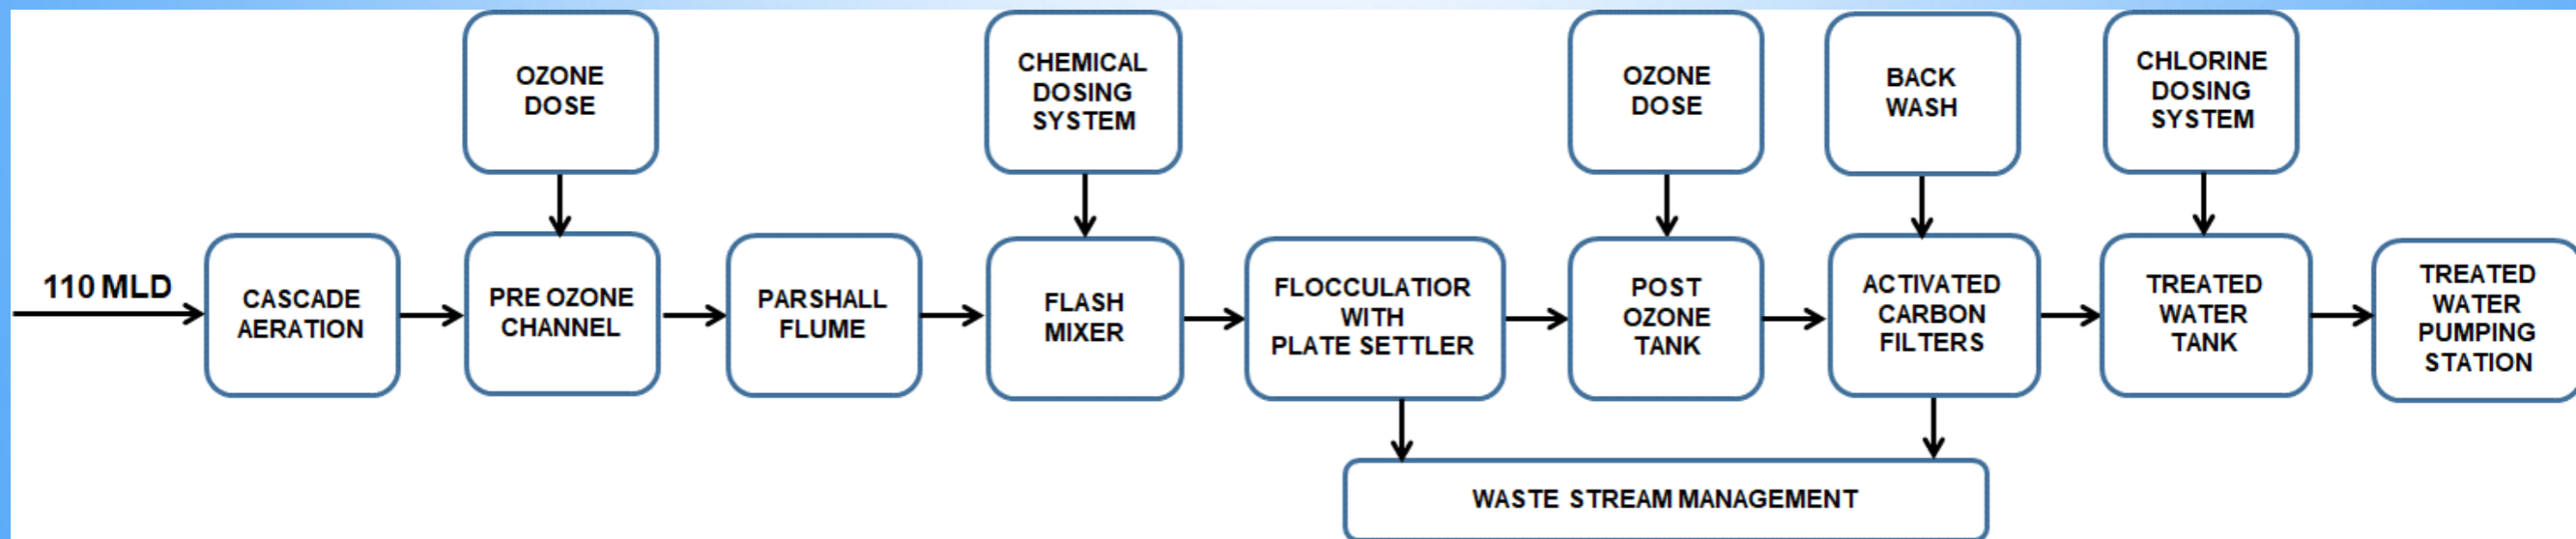 OZONE
DOSE
CHEMICAL
DOSING
SYSTEM
OZONE
DOSE
BACK
WASH
CHLORINE
DOSING
SYSTEM
110 MLD
CASCADE
AERATION
PRE OZONE
CHANNEL
PARSHALL
FLUME
FLASH
MIXER
FLOCCULATIOR
WITH
PLATE SETTLER
POST
OZONE
TANK
ACTIVATED
CARBON
FILTERS
TREATED
WATER
TANK
TREATED
WATER
PUMPING
STATION
WASTE STREAM MANAGEMENT